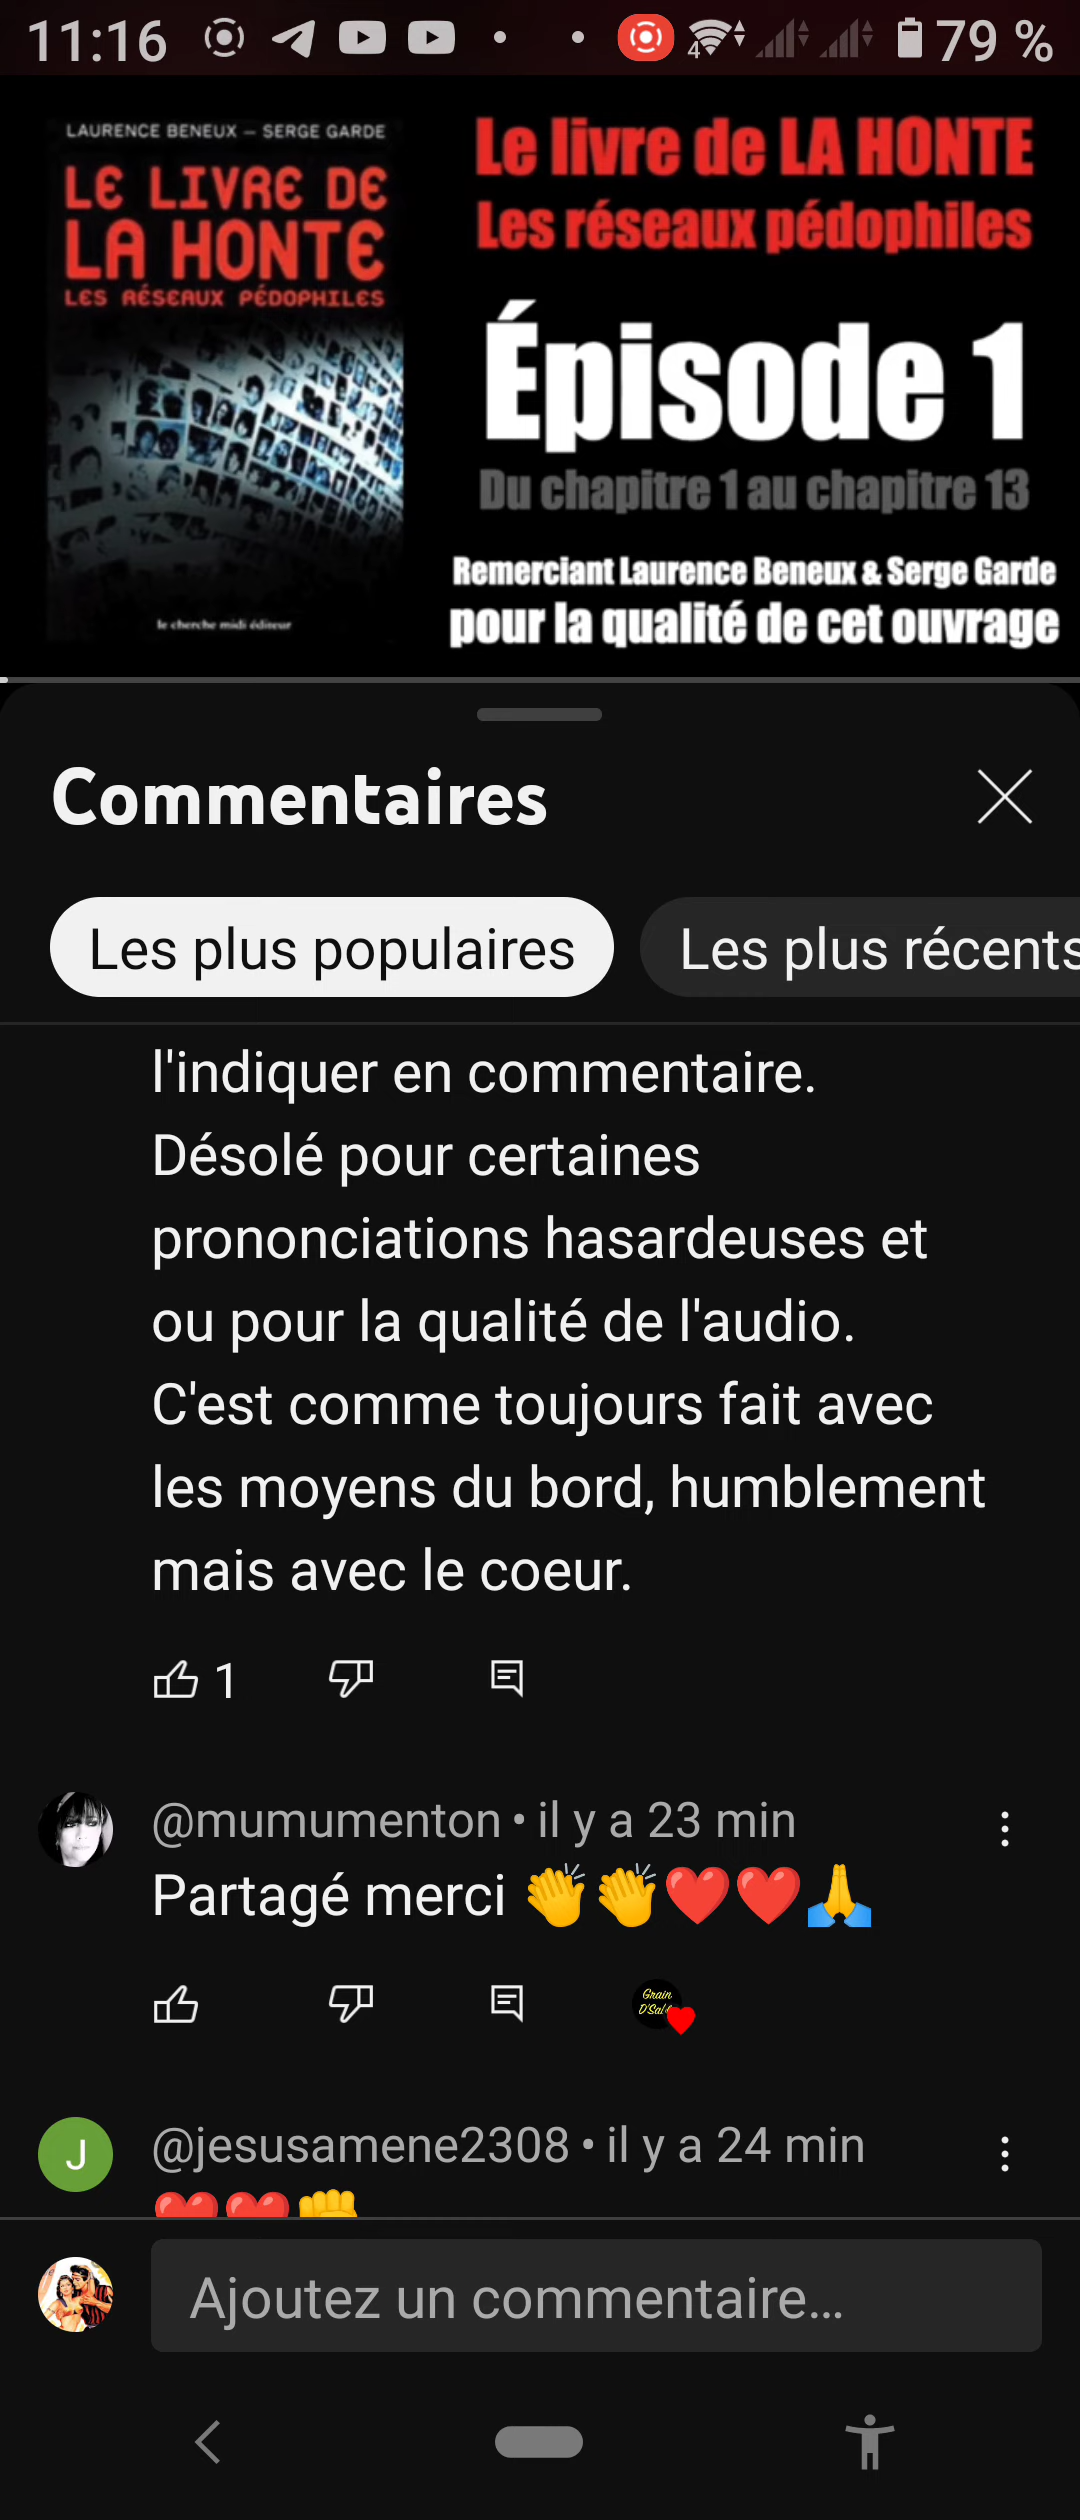 11:16
4
79 %
LAURENCE BENEUX – SERGE GARDE
LE LIVRE DE
LA HONTE
LES RÉSEAUX PÉDOPHILES
le cherche midi éditeur
Le livre de LA HONTE
Les réseaux pédophiles
Épisode 1
Du chapitre 1 au chapitre 13
Remerciant Laurence Beneux & Serge Garde
pour la qualité de cet ouvrage
Commentaires
Les plus populaires
Les plus récents
l'indiquer en commentaire.
Désolé pour certaines
prononciations hasardeuses et
ou pour la qualité de l'audio.
C'est comme toujours fait avec
les moyens du bord, humblement
mais avec le coeur.
1
@mumumenton • il y a 23 min
Partagé merci 👏👏❤️❤️🙏
Grain
J
@jesusamene2308 • il y a 24 min
❤️❤️✊
Ajoutez un commentaire...